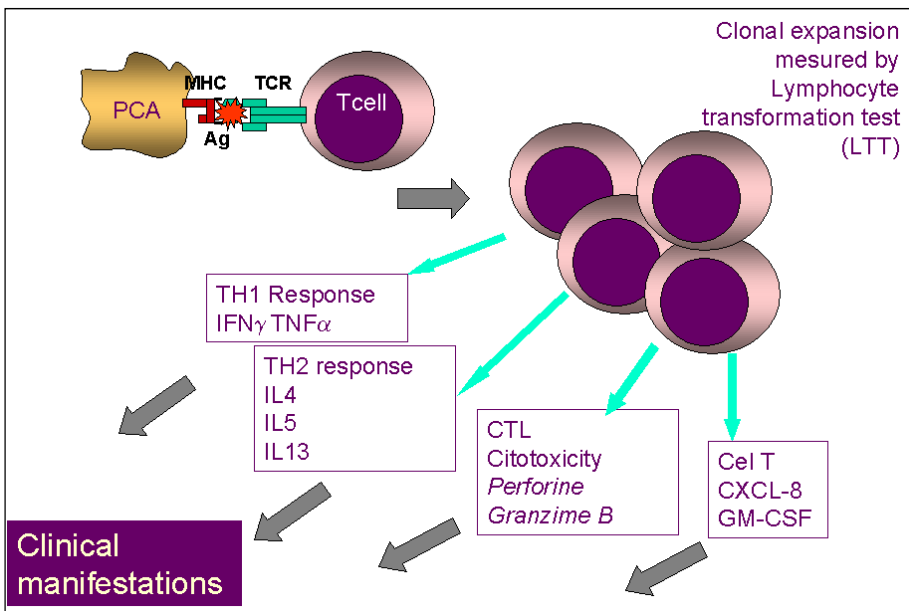 Clonal expansion
mesured by
Lymphocyte
transformation test
(LTT)
MHC
TCR
PCA
Tcell
Ag
TH1 Response
IFNγ TNFα
TH2 response
IL4
IL5
IL13
CTL
Citotoxicity
Perforine
Granzime B
Cel T
CXCL-8
GM-CSF
Clinical
manifestations